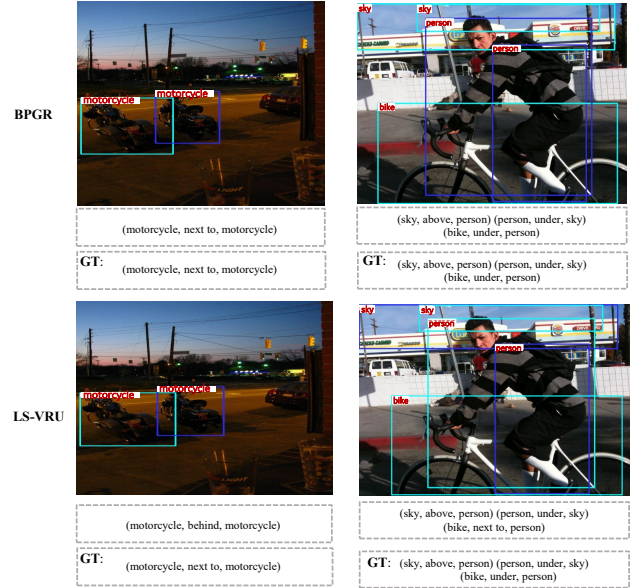 sky
sky
person
person
motorcycle
motorcycle
bike
BPGR
(motorcycle, next to, motorcycle)
(sky, above, person) (person, under, sky)
(bike, under, person)
GT:
(motorcycle, next to, motorcycle)
GT:
(sky, above, person) (person, under, sky)
(bike, under, person)
sky
sky
person
person
motorcycle
motorcycle
bike
LS-VRU
(motorcycle, behind, motorcycle)
(sky, above, person) (person, under, sky)
(bike, next to, person)
GT:
(motorcycle, next to, motorcycle)
GT:
(sky, above, person) (person, under, sky)
(bike, under, person)